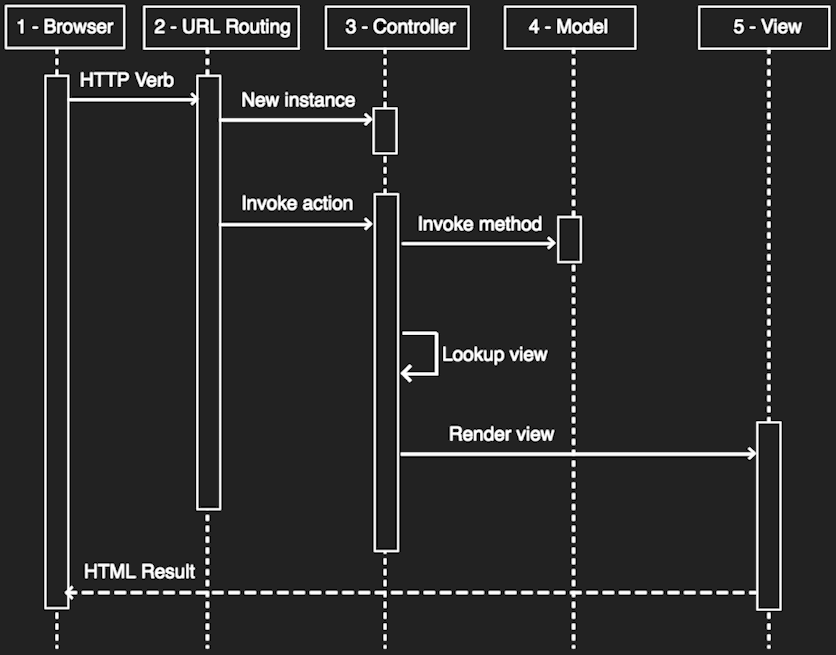 1 - Browser
2 - URL Routing
3 - Controller
4 - Model
5 - View
HTTP Verb
New instance
Invoke action
Invoke method
Lookup view
Render view
HTML Result